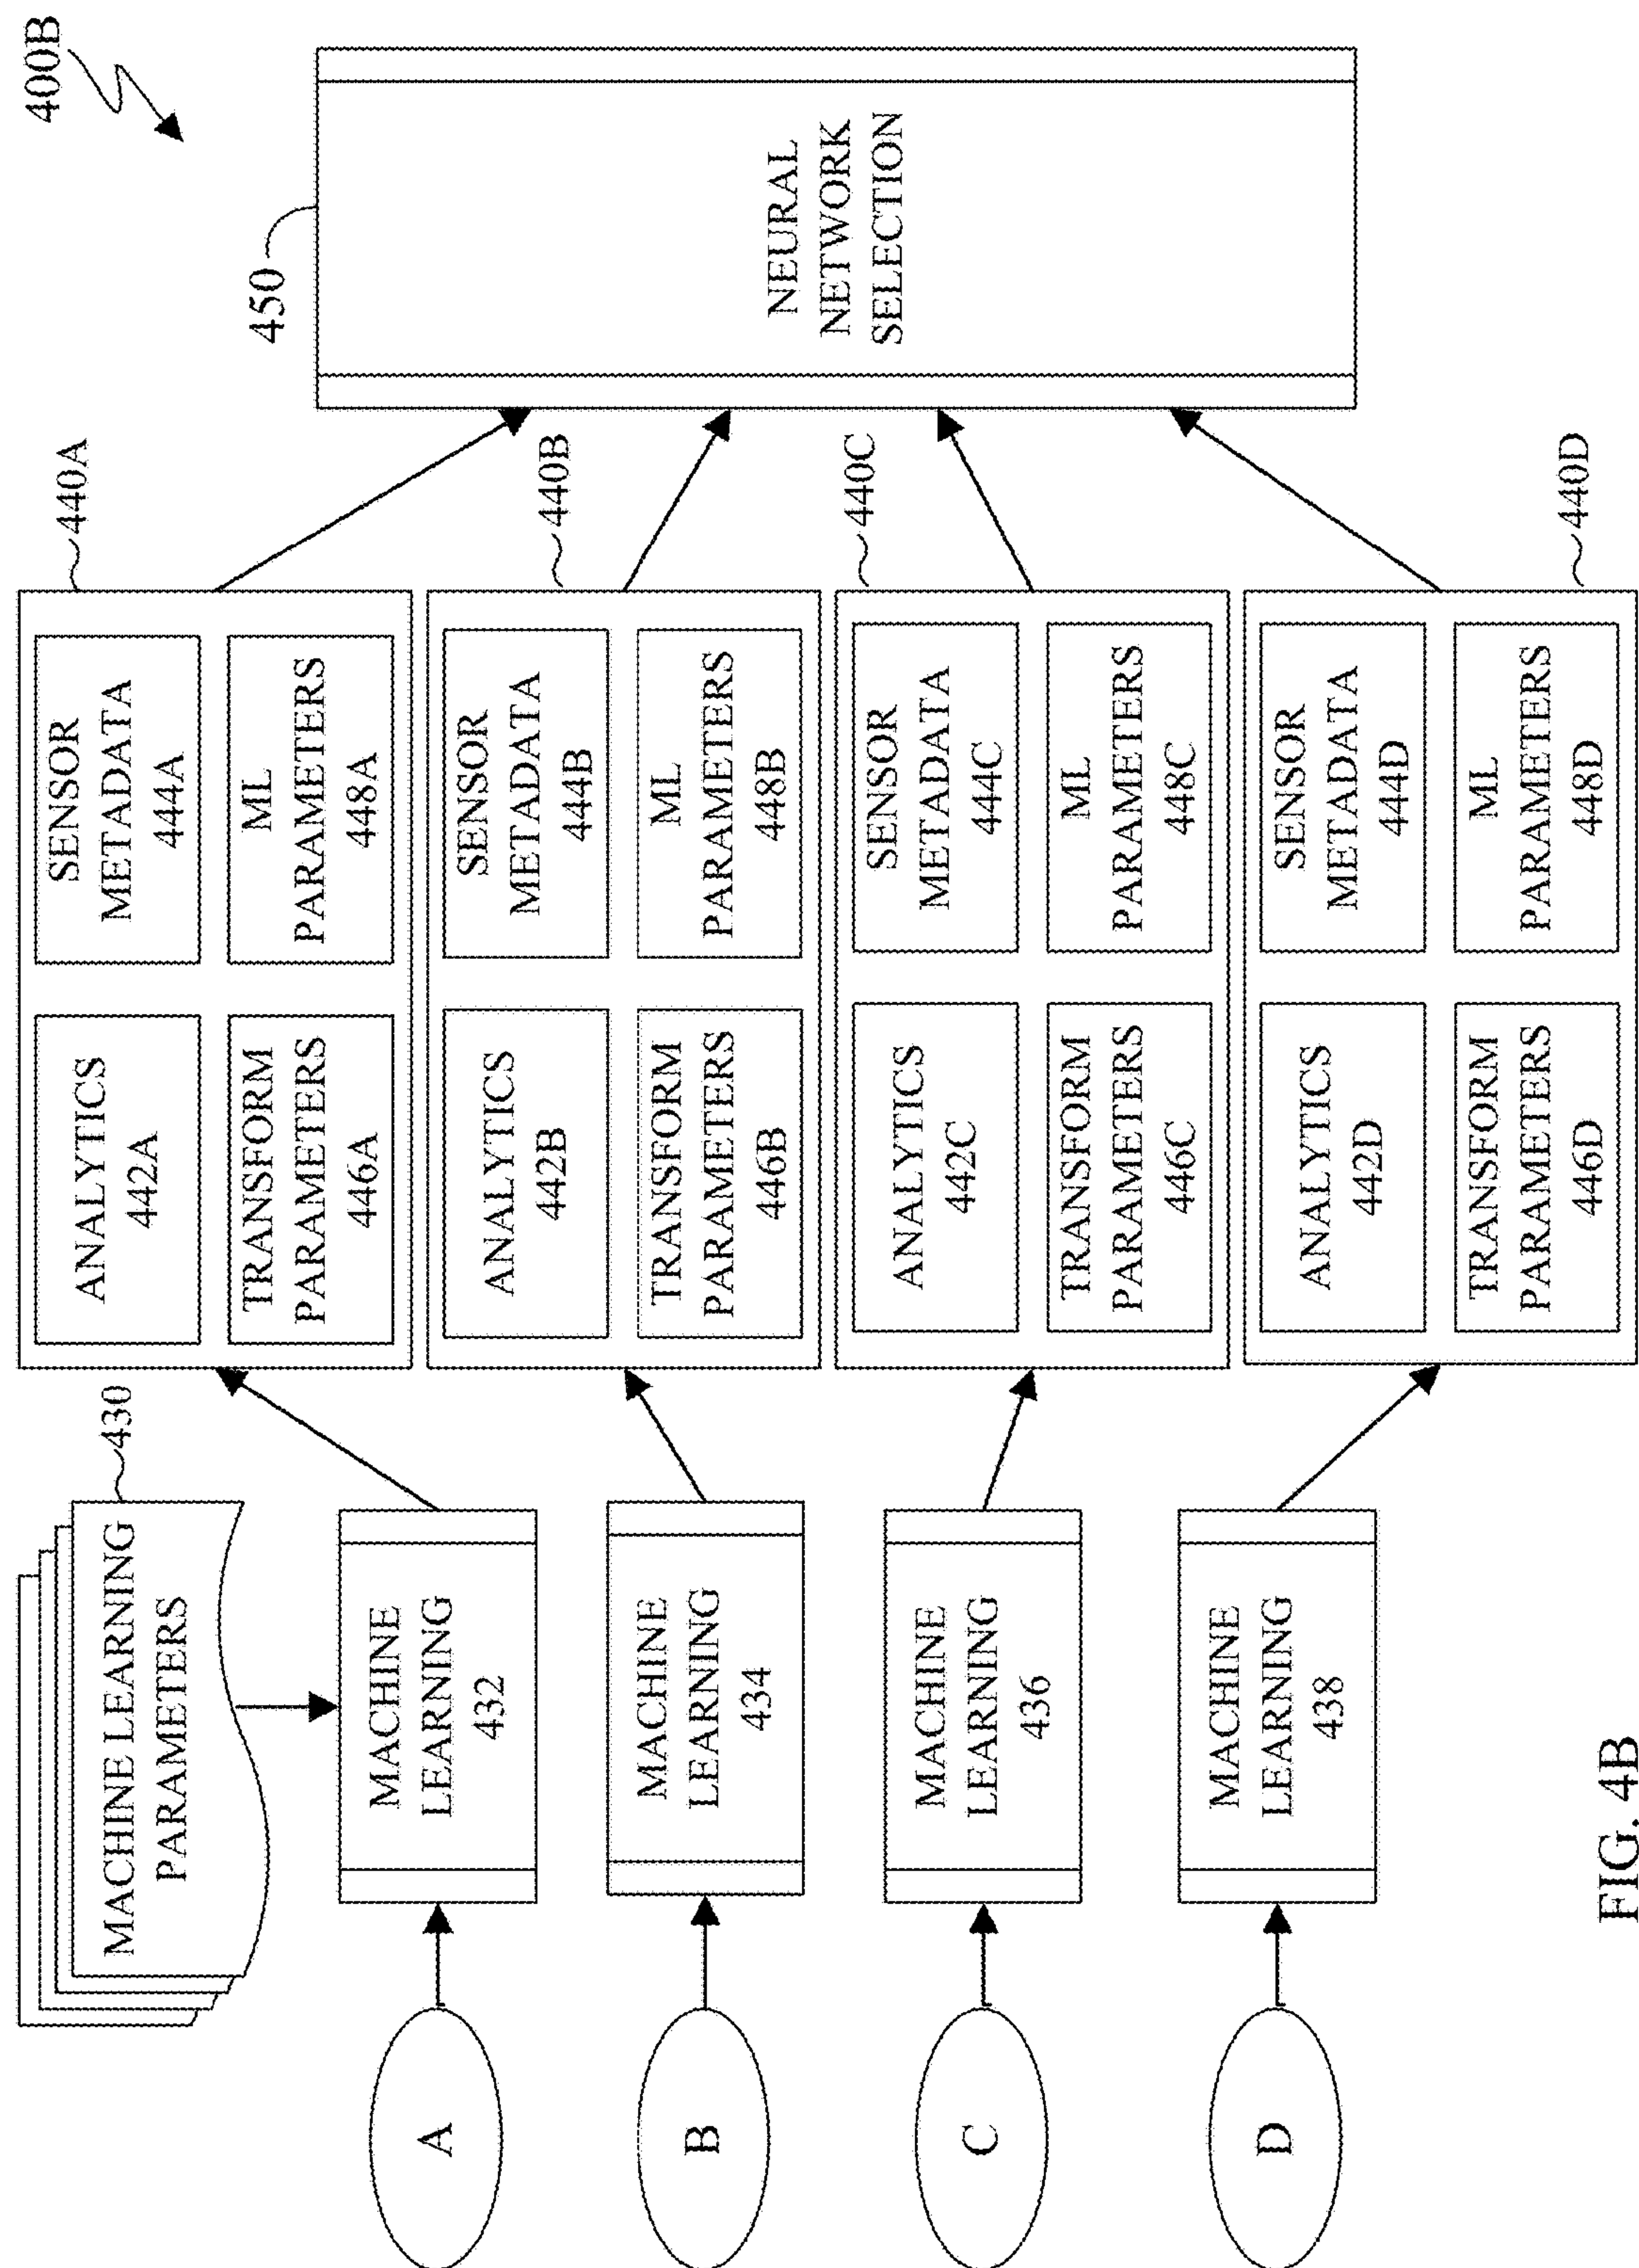 400B
MACHINE LEARNING
PARAMETERS
430
A
MACHINE
LEARNING
432
B
MACHINE
LEARNING
434
C
MACHINE
LEARNING
436
D
MACHINE
LEARNING
438
440A
ANALYTICS
442A
SENSOR
METADATA
444A
TRANSFORM
PARAMETERS
446A
ML
PARAMETERS
448A
440B
ANALYTICS
442B
SENSOR
METADATA
444B
TRANSFORM
PARAMETERS
446B
ML
PARAMETERS
448B
440C
ANALYTICS
442C
SENSOR
METADATA
444C
TRANSFORM
PARAMETERS
446C
ML
PARAMETERS
448C
440D
ANALYTICS
442D
SENSOR
METADATA
444D
TRANSFORM
PARAMETERS
446D
ML
PARAMETERS
448D
450
NEURAL
NETWORK
SELECTION
FIG. 4B